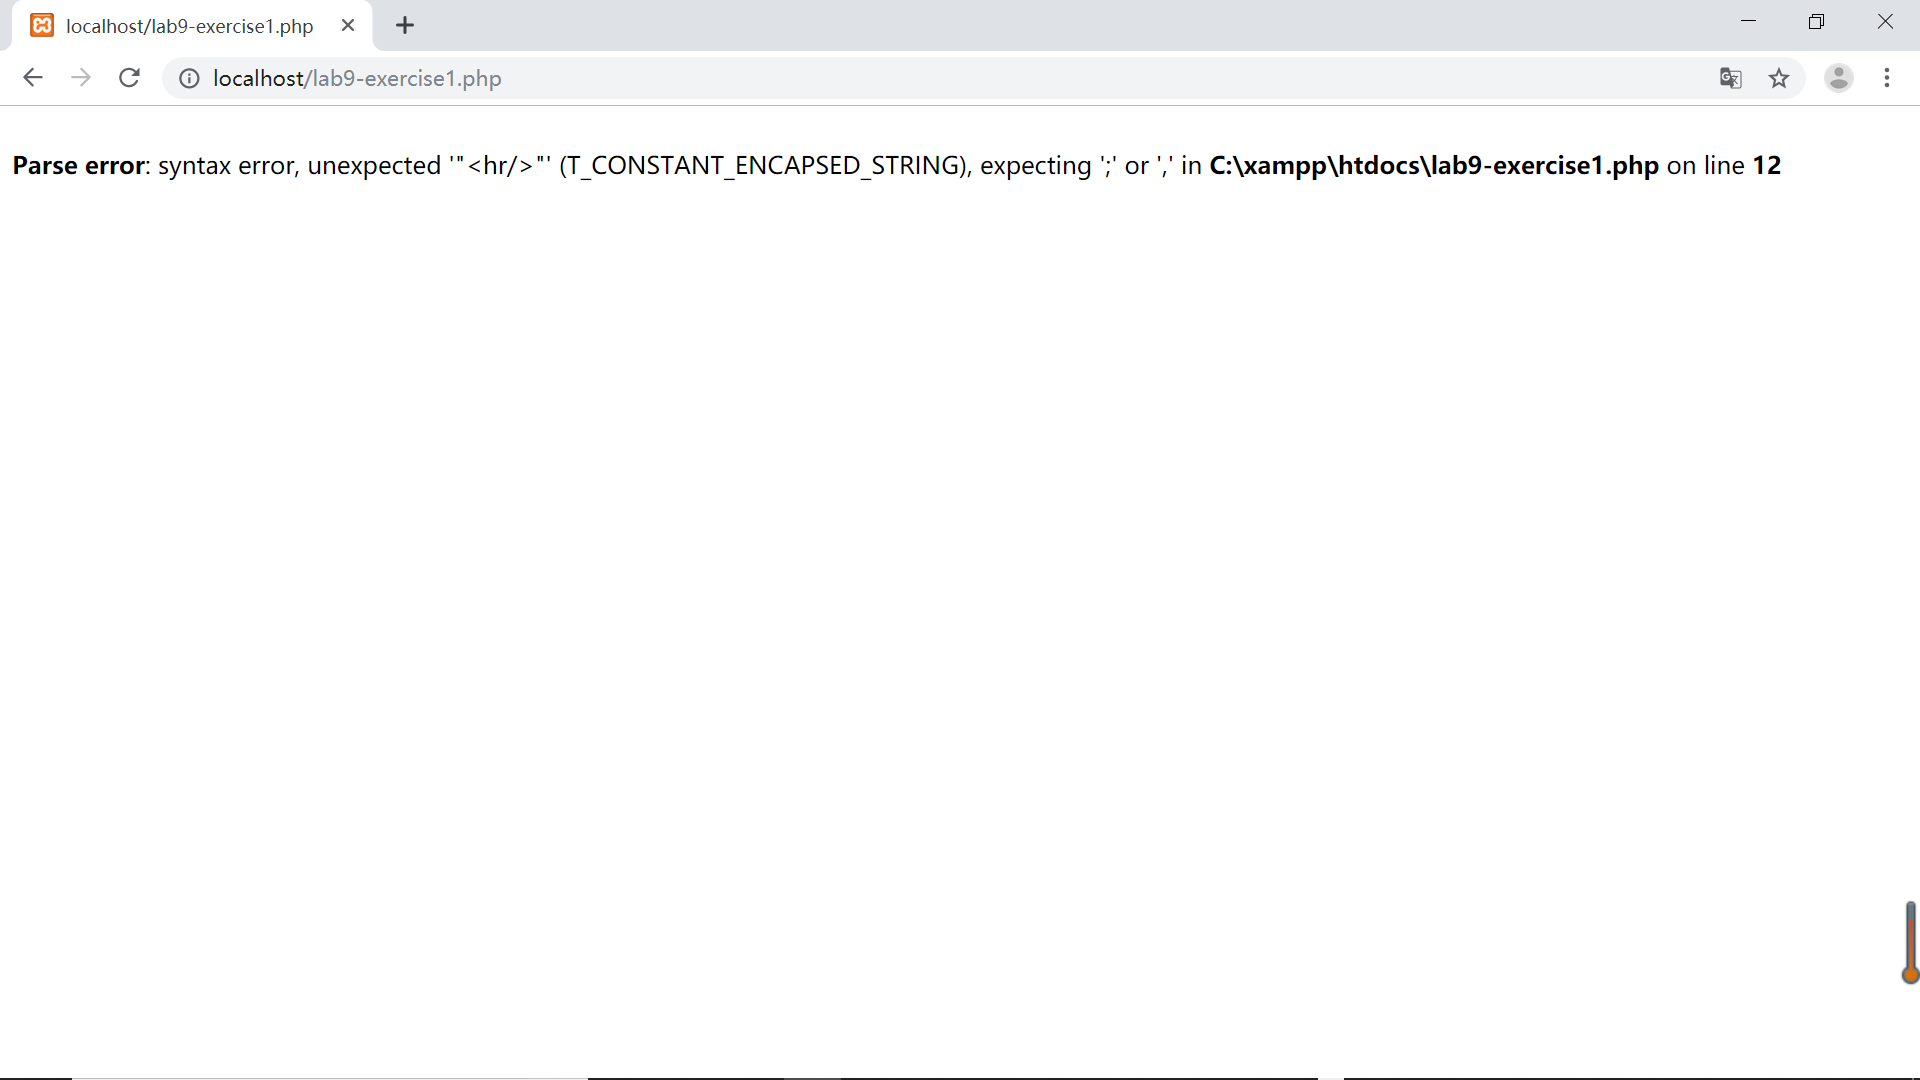 localhost/lab9-exercise1.php
localhost/lab9-exercise1.php
Parse error: syntax error, unexpected '"<hr/>"' (T_CONSTANT_ENCAPSED_STRING), expecting ';' or ',' in C:\xampp\htdocs\lab9-exercise1.php on line 12